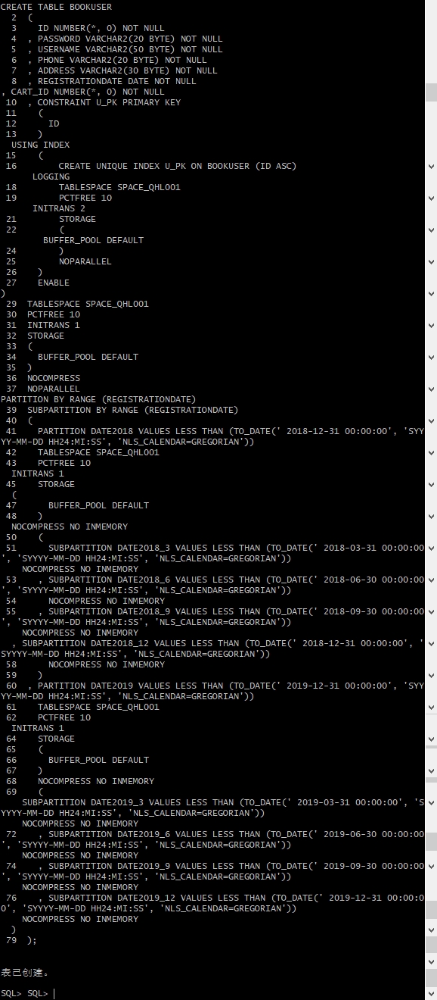 CREATE TABLE BOOKUSER
2 (
3 ID NUMBER(*, 0) NOT NULL
4 , PASSWORD VARCHAR2(20 BYTE) NOT NULL
5 , USERNAME VARCHAR2(50 BYTE) NOT NULL
6 , PHONE VARCHAR2(20 BYTE) NOT NULL
7 , ADDRESS VARCHAR2(30 BYTE) NOT NULL
8 , REGISTRATIONDATE DATE NOT NULL
, CART_ID NUMBER(*, 0) NOT NULL
10 , CONSTRAINT U_PK PRIMARY KEY
11 (
12 ID
13 )
USING INDEX
15 (
16 CREATE UNIQUE INDEX U_PK ON BOOKUSER (ID ASC)
LOGGING
18 TABLESPACE SPACE_QHL001
19 PCTFREE 10
INITRANS 2
21 STORAGE
22 (
BUFFER_POOL DEFAULT
24 )
25 NOPARALLEL
26 )
27 ENABLE
)
29 TABLESPACE SPACE_QHL001
30 PCTFREE 10
31 INITRANS 1
32 STORAGE
33 (
34 BUFFER_POOL DEFAULT
35 )
36 NOCOMPRESS
37 NOPARALLEL
PARTITION BY RANGE (REGISTRATIONDATE)
39 SUBPARTITION BY RANGE (REGISTRATIONDATE)
40 (
41 PARTITION DATE2018 VALUES LESS THAN (TO_DATE(' 2018-12-31 00:00:00', 'SYY
YY-MM-DD HH24:MI:SS', 'NLS_CALENDAR=GREGORIAN'))
42 TABLESPACE SPACE_QHL001
43 PCTFREE 10
INITRANS 1
45 STORAGE
(
47 BUFFER_POOL DEFAULT
48 )
NOCOMPRESS NO INMEMORY
50 (
51 SUBPARTITION DATE2018_3 VALUES LESS THAN (TO_DATE(' 2018-03-31 00:00:00
', 'SYYYY-MM-DD HH24:MI:SS', 'NLS_CALENDAR=GREGORIAN'))
NOCOMPRESS NO INMEMORY
53 , SUBPARTITION DATE2018_6 VALUES LESS THAN (TO_DATE(' 2018-06-30 00:00:00
', 'SYYYY-MM-DD HH24:MI:SS', 'NLS_CALENDAR=GREGORIAN'))
54 NOCOMPRESS NO INMEMORY
55 , SUBPARTITION DATE2018_9 VALUES LESS THAN (TO_DATE(' 2018-09-30 00:00:00
', 'SYYYY-MM-DD HH24:MI:SS', 'NLS_CALENDAR=GREGORIAN'))
NOCOMPRESS NO INMEMORY
, SUBPARTITION DATE2018_12 VALUES LESS THAN (TO_DATE(' 2018-12-31 00:00:00', '
SYYYY-MM-DD HH24:MI:SS', 'NLS_CALENDAR=GREGORIAN'))
58 NOCOMPRESS NO INMEMORY
59 )
60 , PARTITION DATE2019 VALUES LESS THAN (TO_DATE(' 2019-12-31 00:00:00', 'SYY
YY-MM-DD HH24:MI:SS', 'NLS_CALENDAR=GREGORIAN'))
61 TABLESPACE SPACE_QHL001
62 PCTFREE 10
INITRANS 1
64 STORAGE
65 (
66 BUFFER_POOL DEFAULT
67 )
68 NOCOMPRESS NO INMEMORY
69 (
SUBPARTITION DATE2019_3 VALUES LESS THAN (TO_DATE(' 2019-03-31 00:00:00', 'S
YYYY-MM-DD HH24:MI:SS', 'NLS_CALENDAR=GREGORIAN'))
NOCOMPRESS NO INMEMORY
72 , SUBPARTITION DATE2019_6 VALUES LESS THAN (TO_DATE(' 2019-06-30 00:00:00
', 'SYYYY-MM-DD HH24:MI:SS', 'NLS_CALENDAR=GREGORIAN'))
NOCOMPRESS NO INMEMORY
74 , SUBPARTITION DATE2019_9 VALUES LESS THAN (TO_DATE(' 2019-09-30 00:00:00
', 'SYYYY-MM-DD HH24:MI:SS', 'NLS_CALENDAR=GREGORIAN'))
NOCOMPRESS NO INMEMORY
76 , SUBPARTITION DATE2019_12 VALUES LESS THAN (TO_DATE(' 2019-12-31 00:00:0
0', 'SYYYY-MM-DD HH24:MI:SS', 'NLS_CALENDAR=GREGORIAN'))
NOCOMPRESS NO INMEMORY
)
79 );
表已创建。
SQL> SQL>